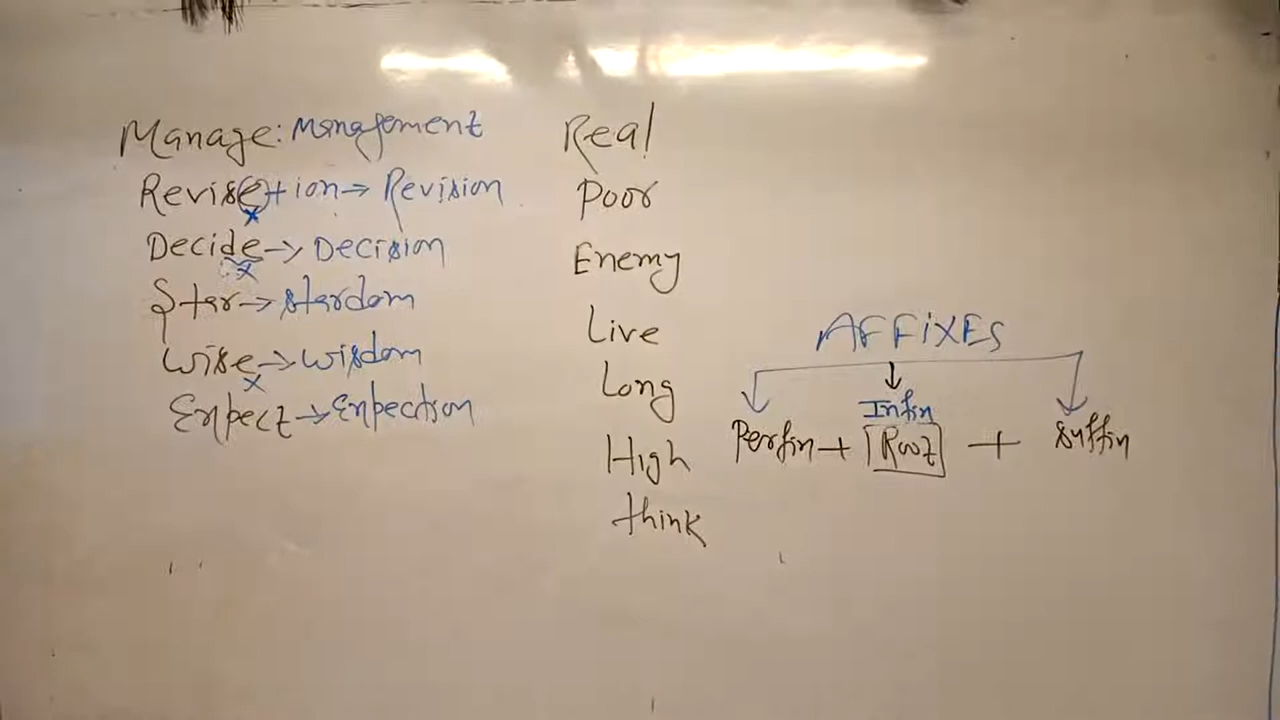 Manage: Management
Revise + ion → Revision
Decide → Decision
Star → stardom
Wise → Wisdom
Expect → Expection
Real
Poor
Enemy
Live
Long
High
think
AFFiXES
Infix
Perfix + Root + suffix